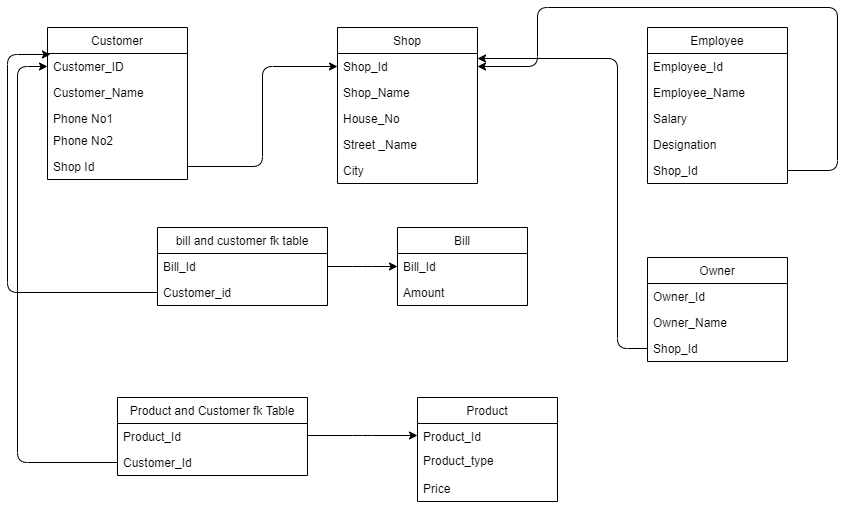 Customer
Customer_ID
Customer_Name
Phone No1
Phone No2
Shop Id
Shop
Shop_Id
Shop_Name
House_No
Street _Name
City
Employee
Employee_Id
Employee_Name
Salary
Designation
Shop_Id
bill and customer fk table
Bill_Id
Customer_id
Bill
Bill_Id
Amount
Owner
Owner_Id
Owner_Name
Shop_Id
Product and Customer fk Table
Product_Id
Customer_Id
Product
Product_Id
Product_type
Price